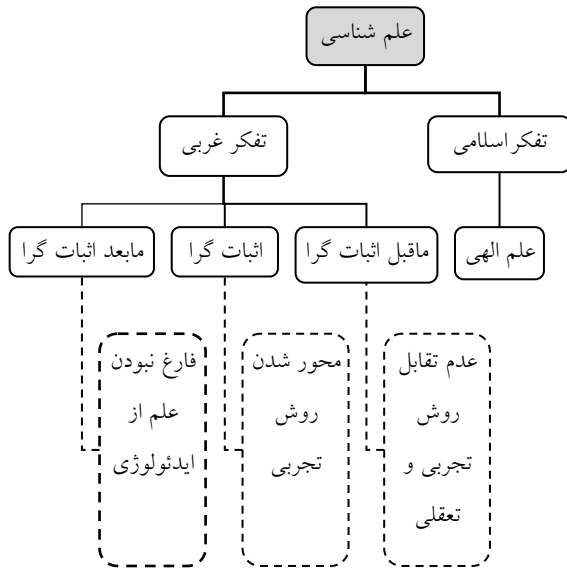 علم شناسی
تفکر اسلامی
تفکر غربی
علم الهی
ماقبل اثبات گرا
اثبات گرا
مابعد اثبات گرا
عدم تقابل
روش
تجربی و
تعقلی
محور شدن
روش
تجربی
فارغ نبودن
علم از
ایدئولوژی